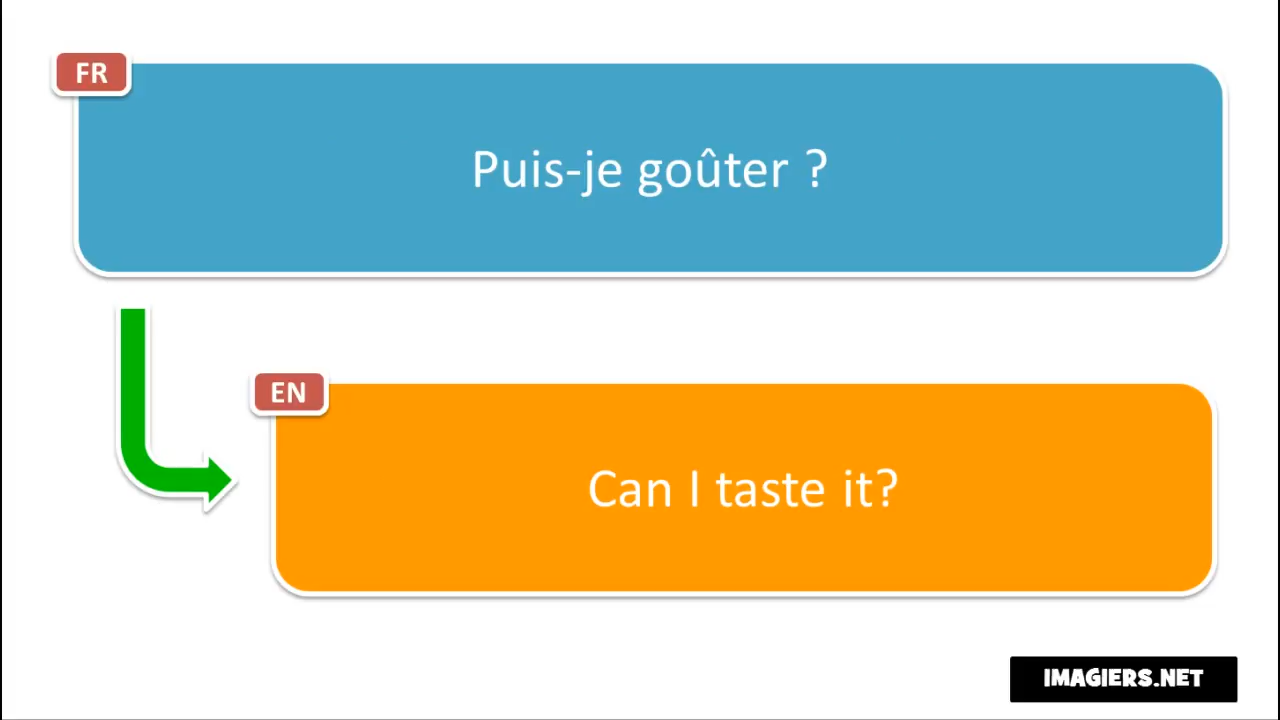 FR
Puis-je goûter ?
EN
Can I taste it?
IMAGIERS.NET